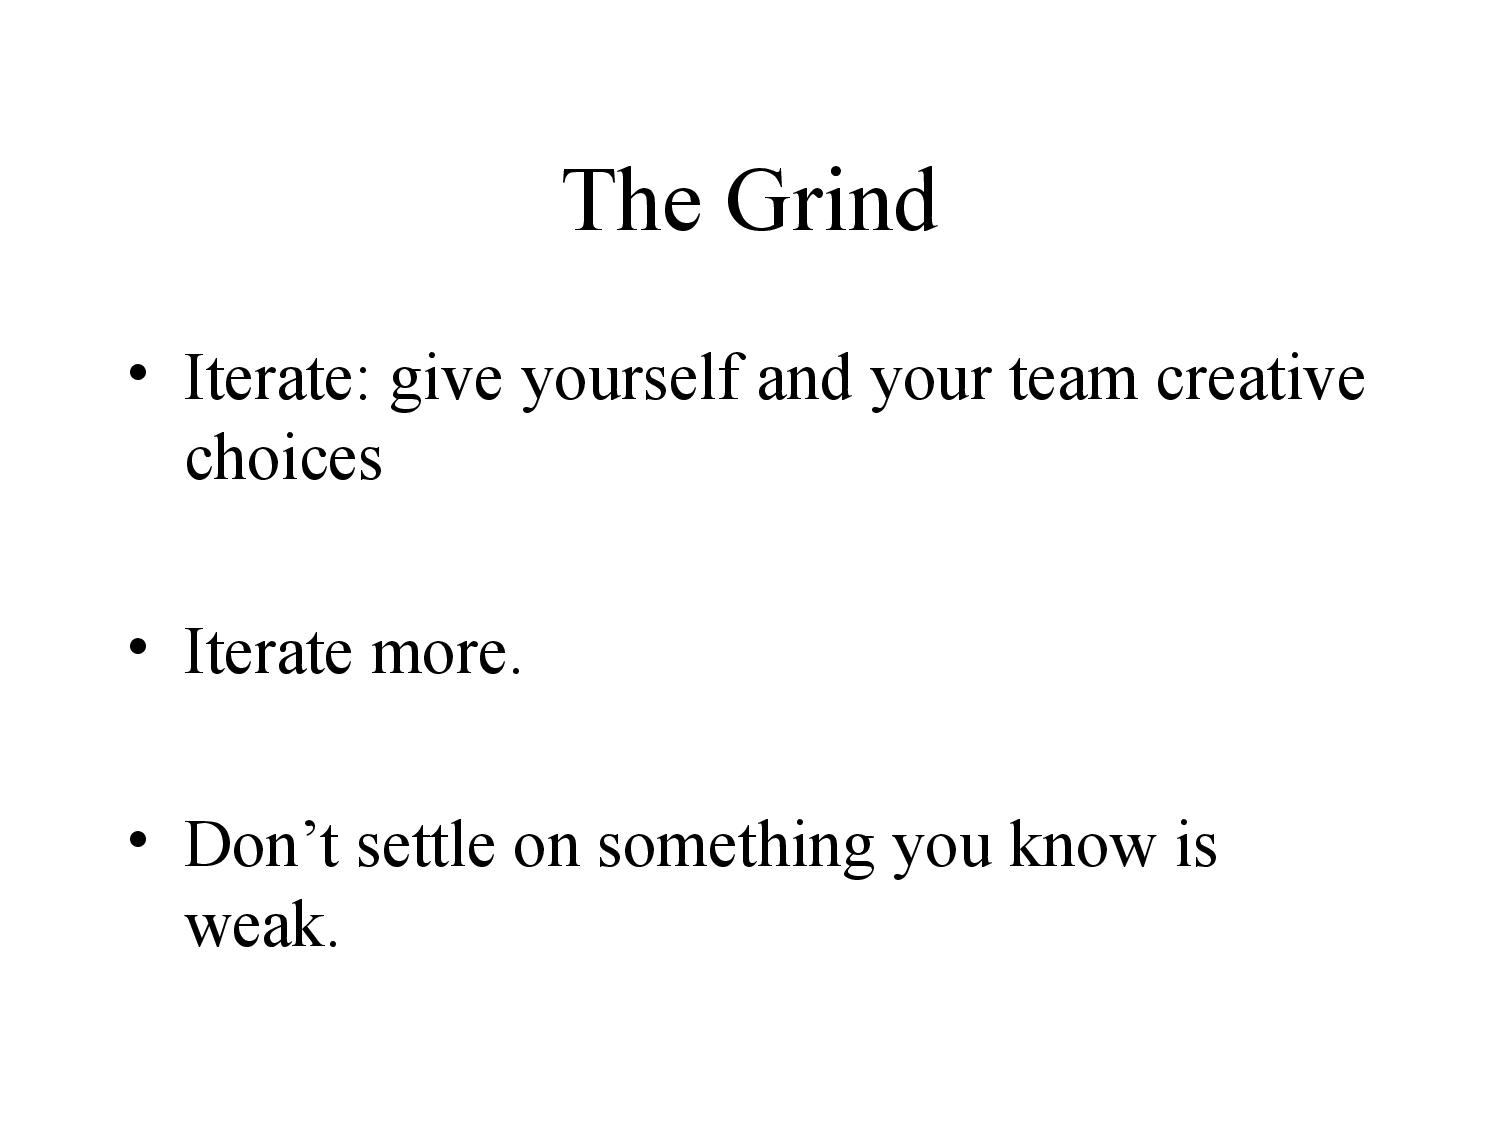 The Grind
• Iterate: give yourself and your team creative
choices
• Iterate more.
• Don’t settle on something you know is
weak.